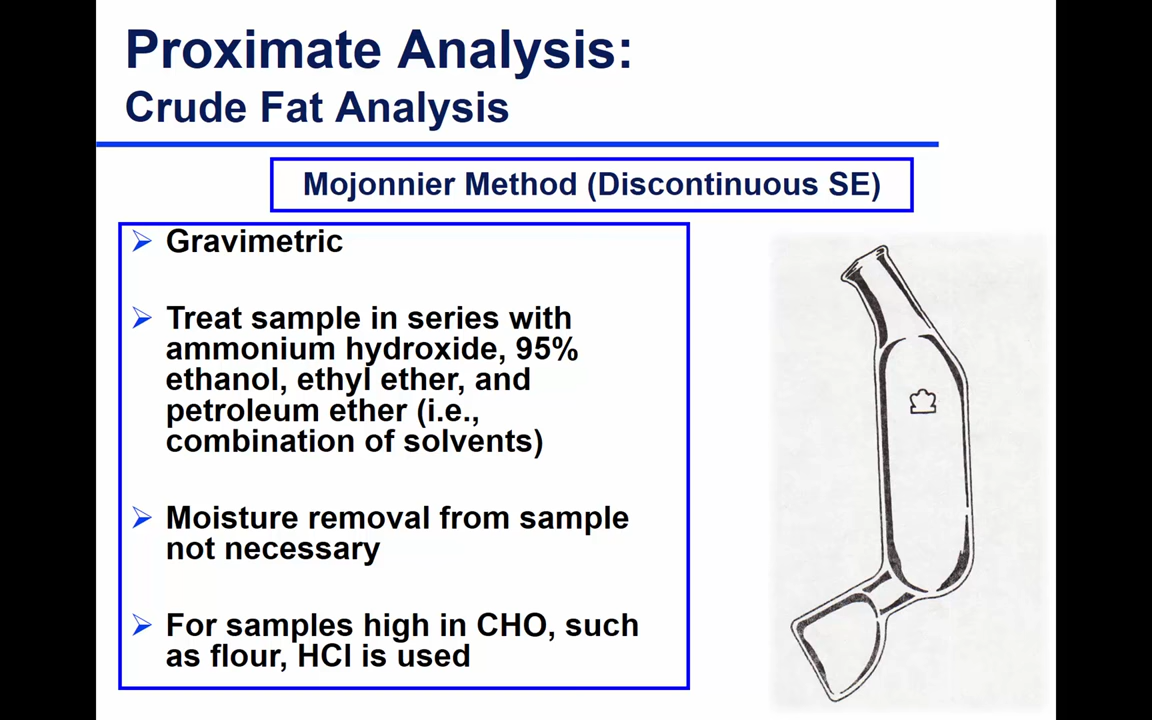 Proximate Analysis:
Crude Fat Analysis
Mojonnier Method (Discontinuous SE)
➢ Gravimetric
➢ Treat sample in series with
ammonium hydroxide, 95%
ethanol, ethyl ether, and
petroleum ether (i.e.,
combination of solvents)
➢ Moisture removal from sample
not necessary
➢ For samples high in CHO, such
as flour, HCl is used